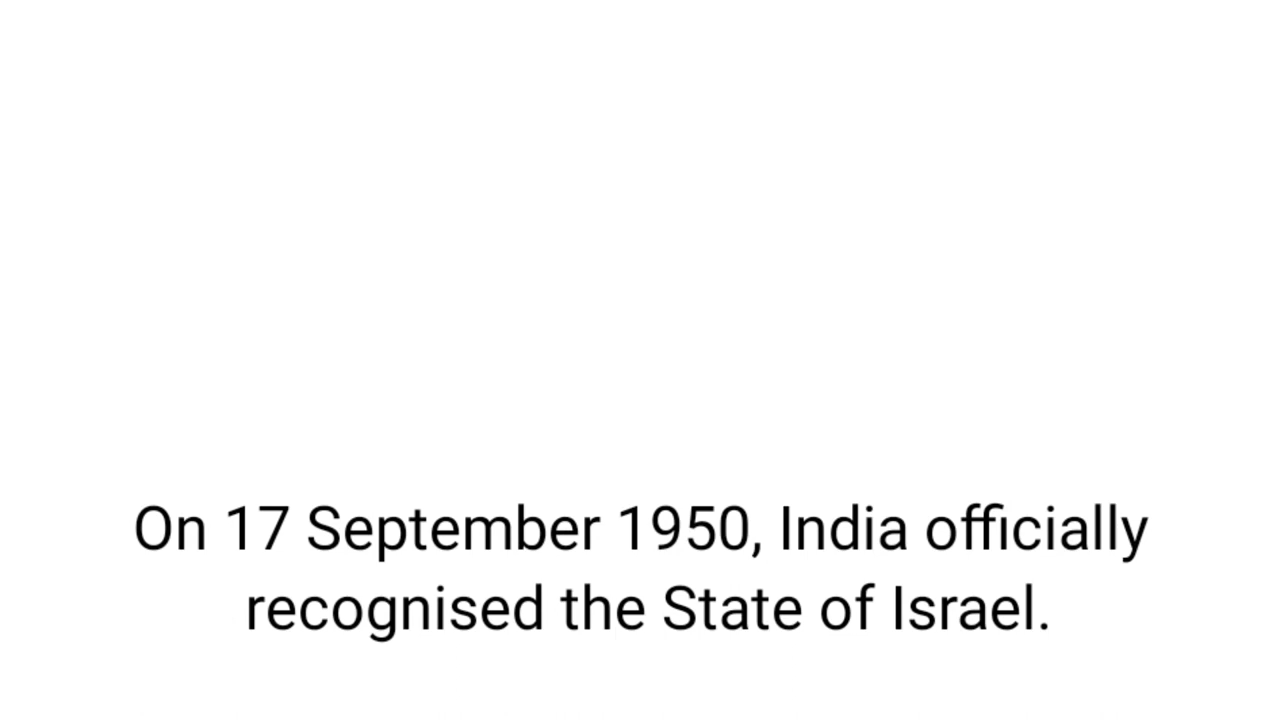 On 17 September 1950, India officially
recognised the State of Israel.